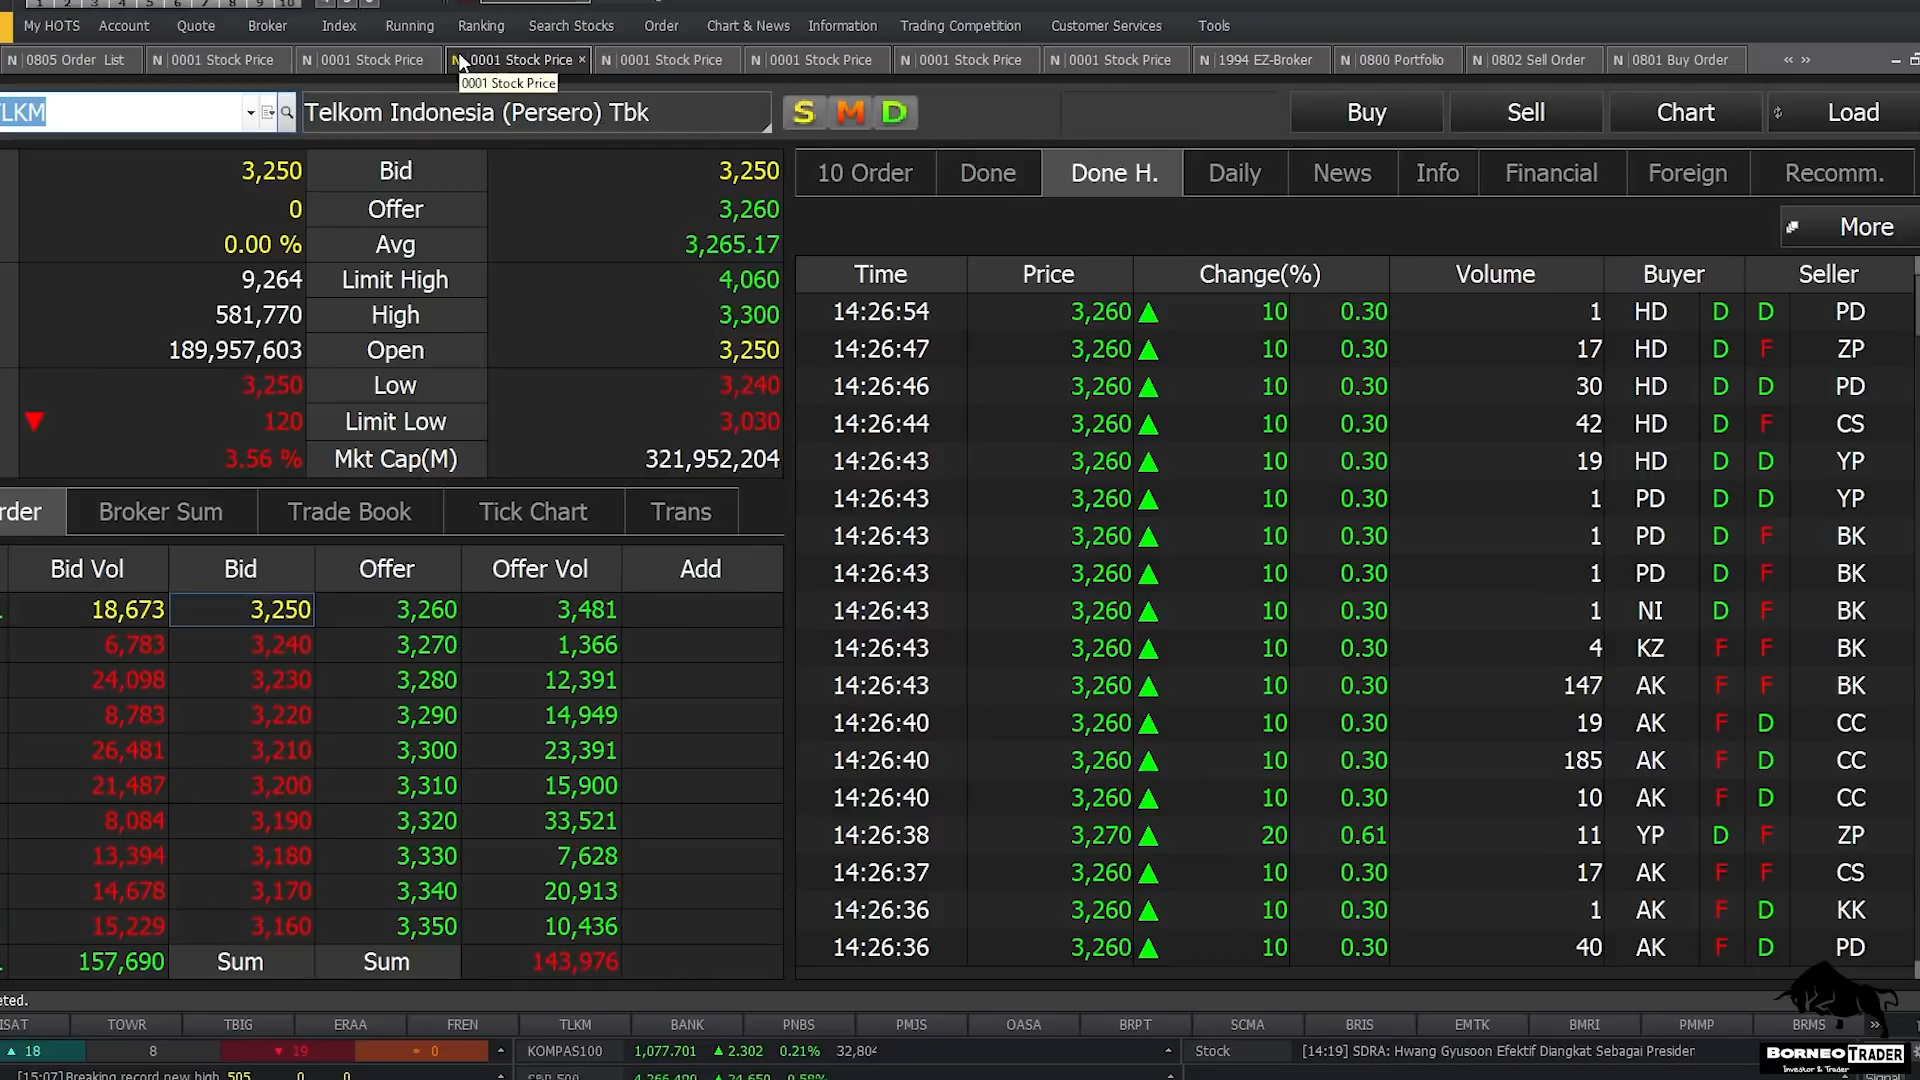 My HOTS Account Quote Broker Index Running Ranking Search Stocks Order Chart & News Information Trading Competition Customer Services Tools
N 0805 Order List N 0001 Stock Price N 0001 Stock Price N 0001 Stock Price × N 0001 Stock Price N 0001 Stock Price N 0001 Stock Price N 0001 Stock Price N 1994 EZ-Broker N 0800 Portfolio N 0802 Sell Order N 0801 Buy Order « »
0001 Stock Price
TLKM Telkom Indonesia (Persero) Tbk S M D Buy Sell Chart Load
3,250 Bid 3,250
0 Offer 3,260
0.00 % Avg 3,265.17
9,264 Limit High 4,060
581,770 High 3,300
189,957,603 Open 3,250
3,250 Low 3,240
▼ 120 Limit Low 3,030
3.56 % Mkt Cap(M) 321,952,204
rder Broker Sum Trade Book Tick Chart Trans
Bid Vol Bid Offer Offer Vol Add
18,673 3,250 3,260 3,481
6,783 3,240 3,270 1,366
24,098 3,230 3,280 12,391
8,783 3,220 3,290 14,949
26,481 3,210 3,300 23,391
21,487 3,200 3,310 15,900
8,084 3,190 3,320 33,521
13,394 3,180 3,330 7,628
14,678 3,170 3,340 20,913
15,229 3,160 3,350 10,436
157,690 Sum Sum 143,976
10 Order Done Done H. Daily News Info Financial Foreign Recomm.
More
Time Price Change(%) Volume Buyer Seller
14:26:54 3,260 ▲ 10 0.30 1 HD D D PD
14:26:47 3,260 ▲ 10 0.30 17 HD D F ZP
14:26:46 3,260 ▲ 10 0.30 30 HD D D PD
14:26:44 3,260 ▲ 10 0.30 42 HD D F CS
14:26:43 3,260 ▲ 10 0.30 19 HD D D YP
14:26:43 3,260 ▲ 10 0.30 1 PD D D YP
14:26:43 3,260 ▲ 10 0.30 1 PD D F BK
14:26:43 3,260 ▲ 10 0.30 1 PD D F BK
14:26:43 3,260 ▲ 10 0.30 1 NI D F BK
14:26:43 3,260 ▲ 10 0.30 4 KZ F F BK
14:26:43 3,260 ▲ 10 0.30 147 AK F F BK
14:26:40 3,260 ▲ 10 0.30 19 AK F D CC
14:26:40 3,260 ▲ 10 0.30 185 AK F D CC
14:26:40 3,260 ▲ 10 0.30 10 AK F D CC
14:26:38 3,270 ▲ 20 0.61 11 YP D F ZP
14:26:37 3,260 ▲ 10 0.30 17 AK F F CS
14:26:36 3,260 ▲ 10 0.30 1 AK F D KK
14:26:36 3,260 ▲ 10 0.30 40 AK F D PD
eted.
ISAT TOWR TBIG ERAA FREN TLKM BANK PNBS PMJS OASA BRPT SCMA BRIS EMTK BMRI PMMP BRMS »
▲ 18 8 ▼ 19 = 0 KOMPAS100 1,077.701 ▲ 2.302 0.21% 32,804 Stock [14:19] SDRA: Hwang Gyusoon Efektif Diangkat Sebagai Presiden
BORNEO TRADER
Investor & Trader
[15:07]Breaking record new high 505 0 0 S&P 500 4,266.490 ▲ 24.650 0.58% Signal